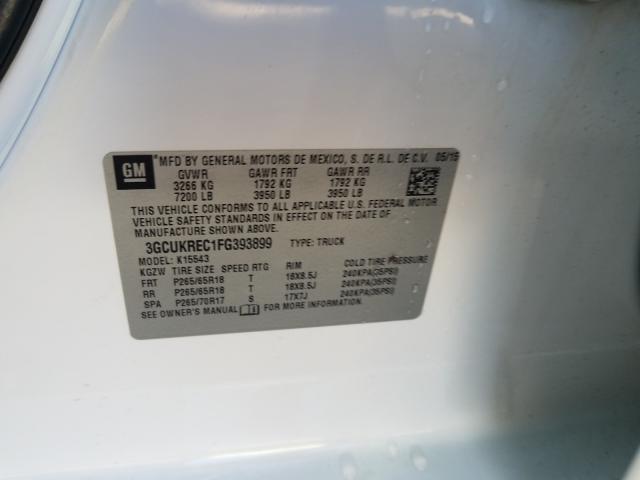 GM
MFD BY GENERAL MOTORS DE MEXICO, S. DE R.L. DE C.V. 05/15
GVWR GAWR FRT GAWR RR
3266 KG 1792 KG 1792 KG
7200 LB 3950 LB 3950 LB
THIS VEHICLE CONFORMS TO ALL APPLICABLE U.S. FEDERAL MOTOR
VEHICLE SAFETY STANDARDS IN EFFECT ON THE DATE OF
MANUFACTURE SHOWN ABOVE.
3GCUKREC1FG393899 TYPE: TRUCK
MODEL: K15543
KGZW TIRE SIZE SPEED RTG RIM COLD TIRE PRESSURE
FRT P265/65R18 T 18X8.5J 240KPA(35PSI)
RR P265/65R18 T 18X8.5J 240KPA(35PSI)
SPA P265/70R17 S 17X7J 240KPA(35PSI)
SEE OWNER'S MANUAL FOR MORE INFORMATION.